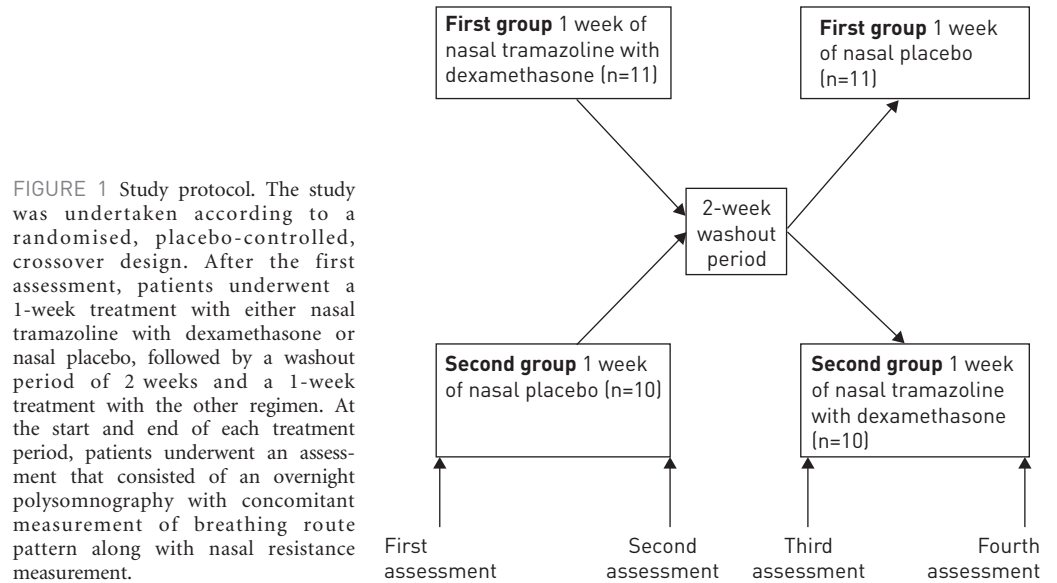 FIGURE 1 Study protocol. The study
was undertaken according to a
randomised, placebo-controlled,
crossover design. After the first
assessment, patients underwent a
1-week treatment with either nasal
tramazoline with dexamethasone or
nasal placebo, followed by a washout
period of 2 weeks and a 1-week
treatment with the other regimen. At
the start and end of each treatment
period, patients underwent an assess-
ment that consisted of an overnight
polysomnography with concomitant
measurement of breathing route
pattern along with nasal resistance
measurement.
First group 1 week of
nasal tramazoline with
dexamethasone (n=11)
First group 1 week
of nasal placebo
(n=11)
2-week
washout
period
Second group 1 week
of nasal placebo (n=10)
Second group 1 week
of nasal tramazoline
with dexamethasone
(n=10)
First
assessment
Second
assessment
Third
assessment
Fourth
assessment